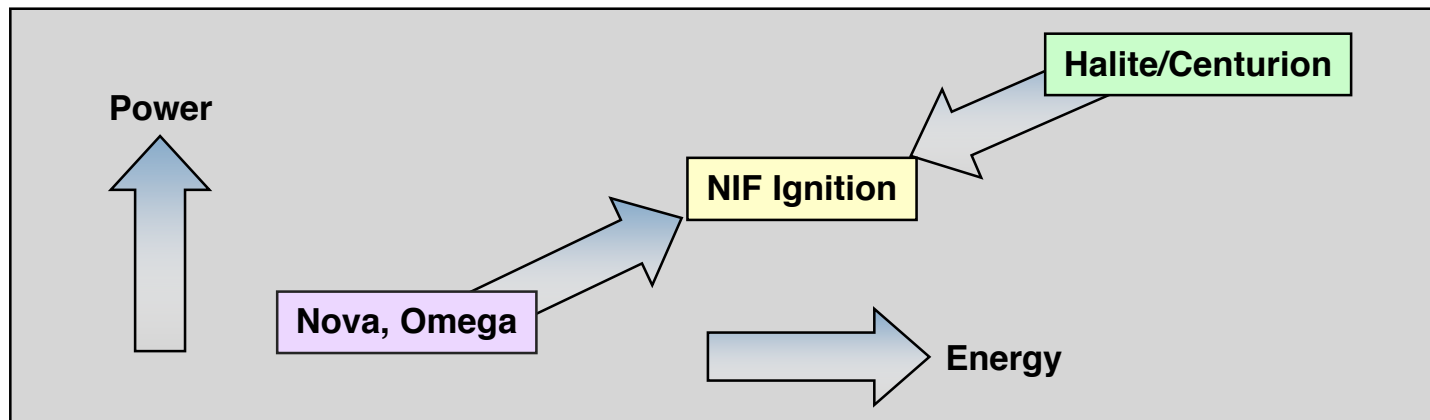 Halite/Centurion
Power
NIF Ignition
Nova, Omega
Energy